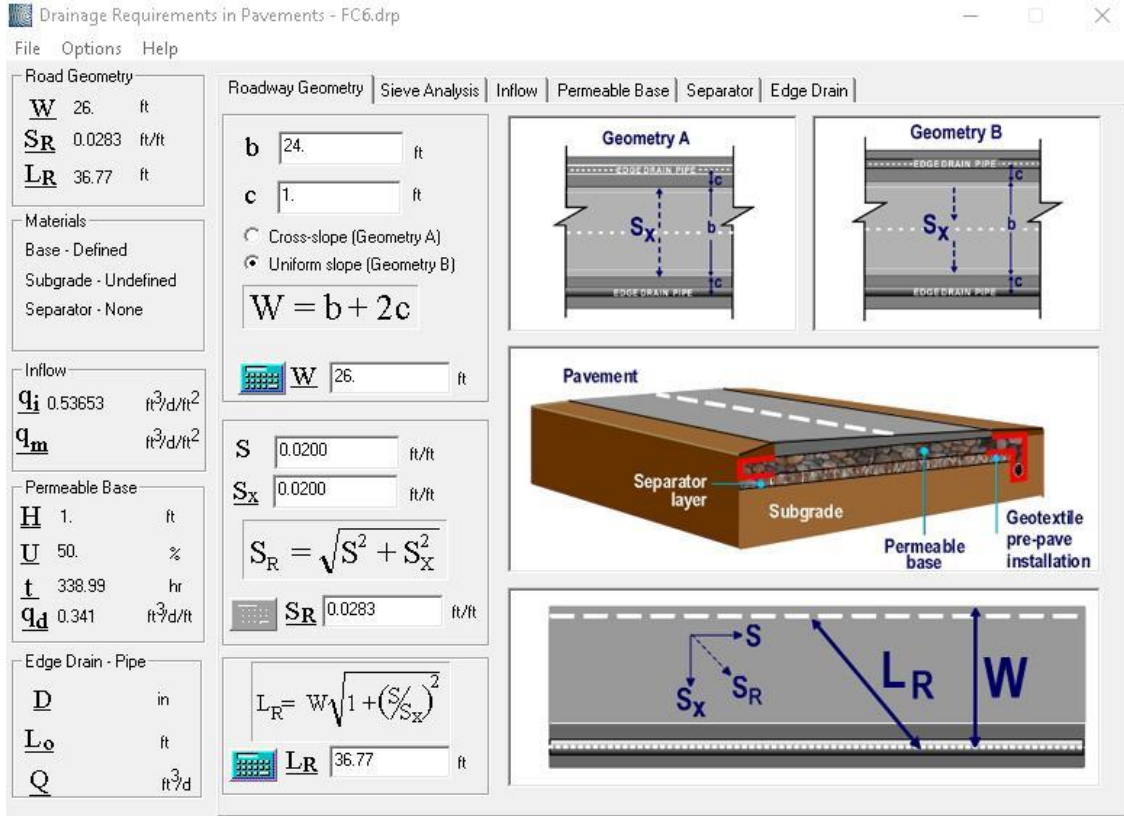 Drainage Requirements in Pavements - FC6.drp
File Options Help
Road Geometry
W 26. ft
SR 0.0283 ft/ft
LR 36.77 ft
Materials
Base - Defined
Subgrade - Undefined
Separator - None
Inflow
qi 0.53653 ft³/d/ft²
qm ft³/d/ft²
Permeable Base
H 1. ft
U 50. %
t 338.99 hr
qd 0.341 ft³/d/ft
Edge Drain - Pipe
D in
Lo ft
Q ft³/d
Roadway Geometry Sieve Analysis Inflow Permeable Base Separator Edge Drain
b 24. ft
c 1. ft
Cross-slope (Geometry A)
Uniform slope (Geometry B)
W = b + 2c
W 26. ft
S 0.0200 ft/ft
SX 0.0200 ft/ft
SR = √S² + SX²
SR 0.0283 ft/ft
LR= W√1 + (S/SX)²
LR 36.77 ft
Geometry A
EDGE DRAIN PIPE
c
SX
b
c
EDGE DRAIN PIPE
Geometry B
EDGE DRAIN PIPE
c
SX
b
c
EDGE DRAIN PIPE
Pavement
Separator
layer
Subgrade
Permeable
base
Geotextile
pre-pave
installation
S
SX
SR
LR
W